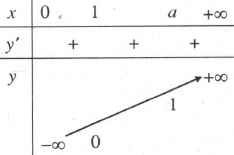 x 0 1 a +∞
y′ + + +
y +∞
1
−∞ 0